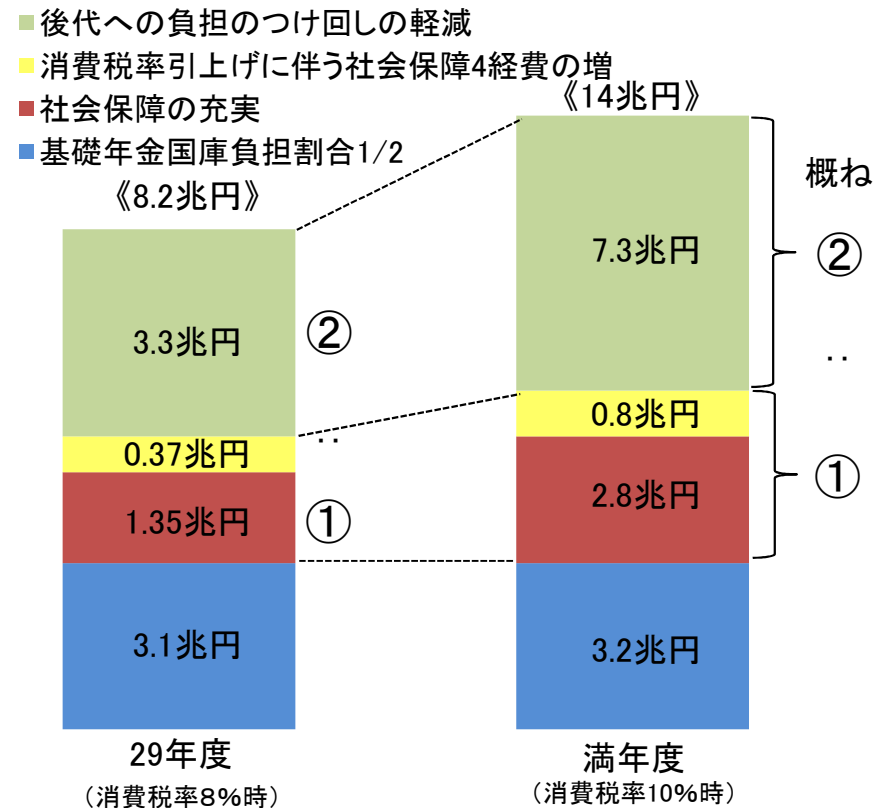 後代への負担のつけ回しの軽減
消費税率引上げに伴う社会保障4経費の増
社会保障の充実
基礎年金国庫負担割合1/2
《8.2兆円》
《14兆円》
概ね
3.3兆円
②
0.37兆円
‥
1.35兆円
①
3.1兆円
29年度
（消費税率8%時）
7.3兆円
②
‥
0.8兆円
2.8兆円
①
3.2兆円
満年度
（消費税率10%時）